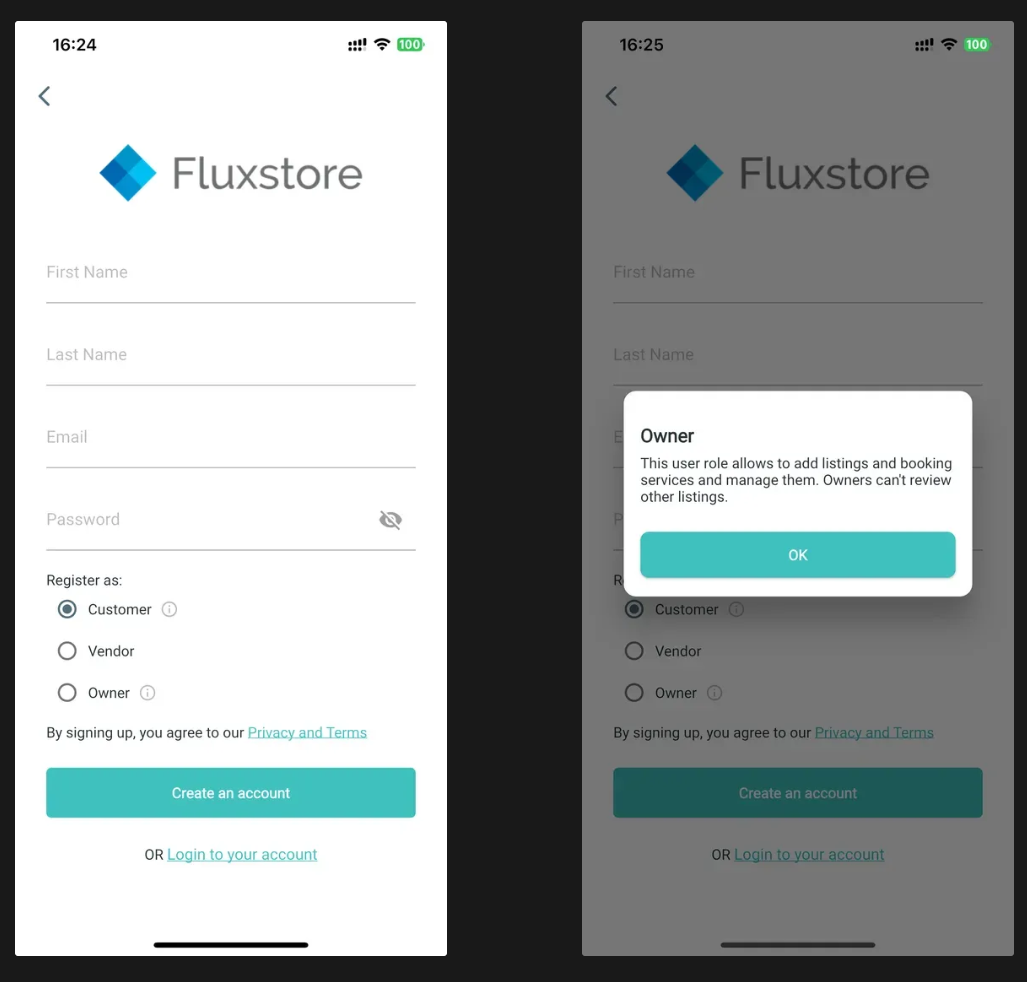 16:24
100
Fluxstore
First Name
Last Name
Email
Password
Register as:
Customer
Vendor
Owner
By signing up, you agree to our Privacy and Terms
Create an account
OR Login to your account
16:25
100
Fluxstore
First Name
Last Name
E
Owner
This user role allows to add listings and booking
services and manage them. Owners can't review
other listings.
P
OK
R
Customer
Vendor
Owner
By signing up, you agree to our Privacy and Terms
Create an account
OR Login to your account